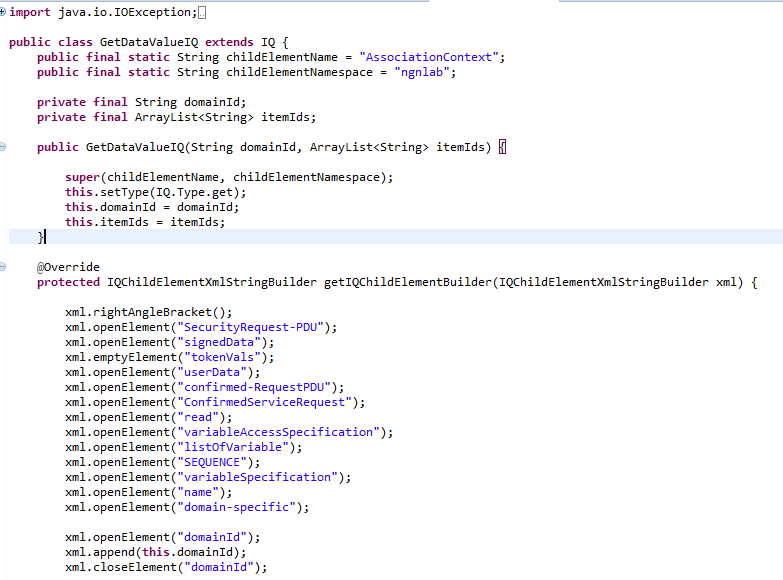 import java.io.IOException;
public class GetDataValueIQ extends IQ {
public final static String childElementName = "AssociationContext";
public final static String childElementNamespace = "ngnlab";
private final String domainId;
private final ArrayList<String> itemIds;
public GetDataValueIQ(String domainId, ArrayList<String> itemIds) {
super(childElementName, childElementNamespace);
this.setType(IQ.Type.get);
this.domainId = domainId;
this.itemIds = itemIds;
}
@Override
protected IQChildElementXmlStringBuilder getIQChildElementBuilder(IQChildElementXmlStringBuilder xml) {
xml.rightAngleBracket();
xml.openElement("SecurityRequest-PDU");
xml.openElement("signedData");
xml.emptyElement("tokenVals");
xml.openElement("userData");
xml.openElement("confirmed-RequestPDU");
xml.openElement("ConfirmedServiceRequest");
xml.openElement("read");
xml.openElement("variableAccessSpecification");
xml.openElement("listOfVariable");
xml.openElement("SEQUENCE");
xml.openElement("variableSpecification");
xml.openElement("name");
xml.openElement("domain-specific");
xml.openElement("domainId");
xml.append(this.domainId);
xml.closeElement("domainId");